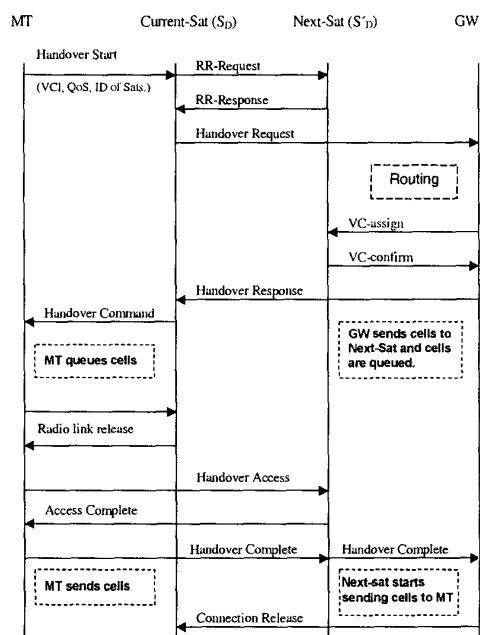 MT Current-Sat (S_D) Next-Sat (S´_D) GW
Handover Start
RR-Request
(VCI, QoS, ID of Sats.)
RR-Response
Handover Request
Routing
VC-assign
VC-confirm
Handover Response
Handover Command
MT queues cells
GW sends cells to
Next-Sat and cells
are queued.
Radio link release
Handover Access
Access Complete
Handover Complete Handover Complete
MT sends cells
Next-sat starts
sending cells to MT
Connection Release